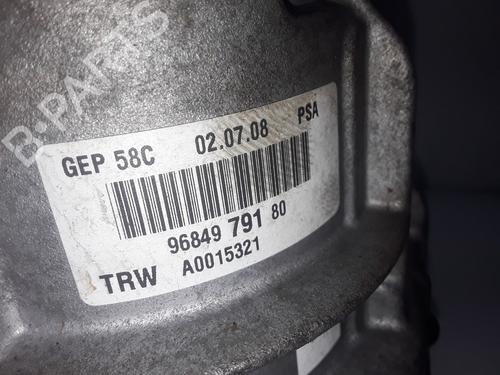 B-PARTS
GEP 58C 02.07.08 PSA
96849 791 80
TRW A0015321